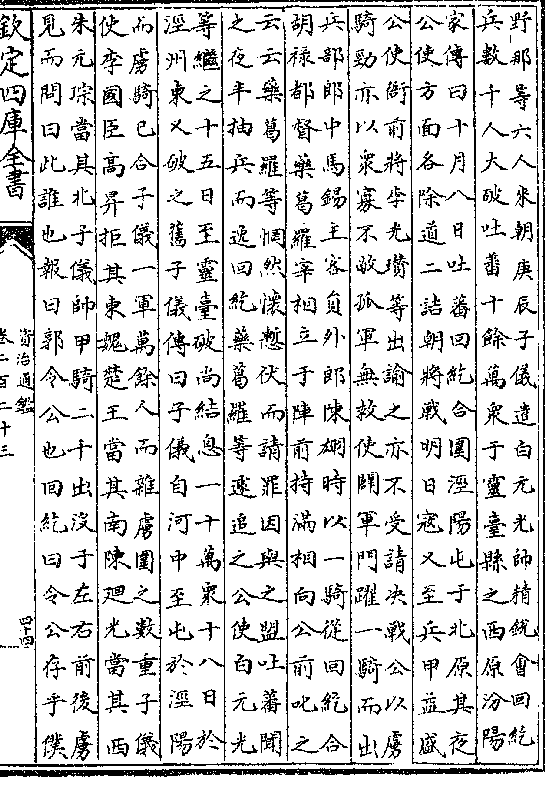 野那等六人來朝庚辰子儀遣白元光帥精銳會回紇
兵數千人大破吐蕃十餘萬衆于靈臺縣之西原汾陽
家傳曰十月八日吐蕃回紇合圍涇陽屯于北原其夜
公使方面各除道二詰朝將戰明日寇又至兵甲益盛
公使衙前將李光瓚等出諭之亦不受請決戰公以虜
騎勁亦以衆寡不敵孤軍無救使開軍門躍一騎而出
兵部郎中馬錫主客員外郎陳翃時以一騎從回紇合
胡禄都督藥葛羅宰相立于陣前持滿相向公前叱之
云云藥葛羅等惘然懷慙伏而請罪因與之盟吐蕃聞
之夜半抽兵而逸回紇藥葛羅等遽追之公使白元光
等繼之十五日至靈臺破尚結息一十萬衆十八日於
涇州東又破之舊子儀傳曰子儀自河中至屯於涇陽
而虜騎已合子儀一軍萬餘人而雜虜圍之數重子儀
使李國臣高昇拒其東魏楚王當其南陳廻光當其西
朱元琮當其北子儀帥甲騎二千出没于左右前後虜
見而問曰此誰也報曰郭令公也回紇曰令公存乎僕
欽定四庫全書
資治通鑑
卷二百二十三
四十四